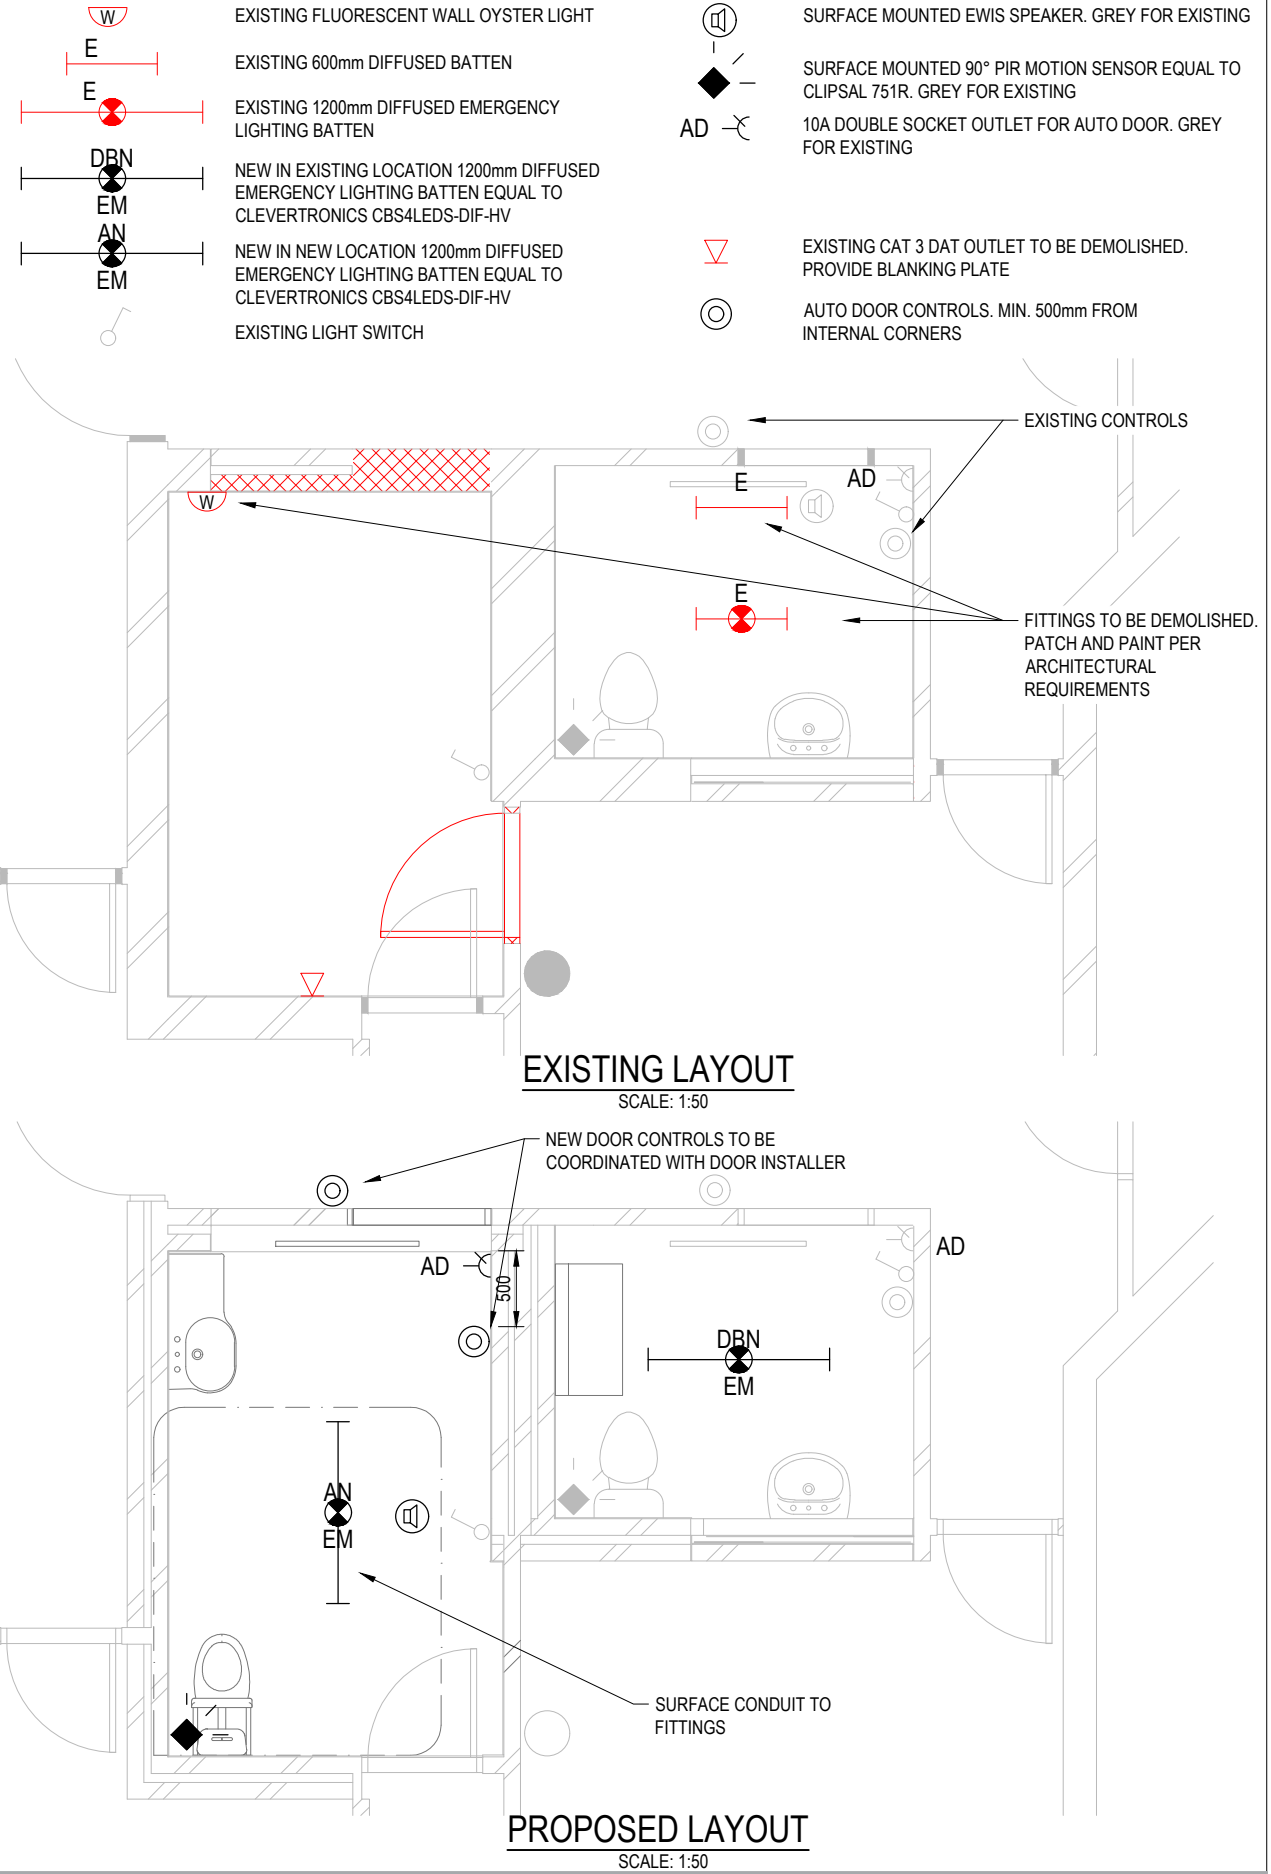 W
EXISTING FLUORESCENT WALL OYSTER LIGHT
E
EXISTING 600mm DIFFUSED BATTEN
E
EXISTING 1200mm DIFFUSED EMERGENCY
LIGHTING BATTEN
DBN
EM
NEW IN EXISTING LOCATION 1200mm DIFFUSED
EMERGENCY LIGHTING BATTEN EQUAL TO
CLEVERTRONICS CBS4LEDS-DIF-HV
AN
EM
NEW IN NEW LOCATION 1200mm DIFFUSED
EMERGENCY LIGHTING BATTEN EQUAL TO
CLEVERTRONICS CBS4LEDS-DIF-HV
EXISTING LIGHT SWITCH
SURFACE MOUNTED EWIS SPEAKER. GREY FOR EXISTING
SURFACE MOUNTED 90° PIR MOTION SENSOR EQUAL TO
CLIPSAL 751R. GREY FOR EXISTING
AD
10A DOUBLE SOCKET OUTLET FOR AUTO DOOR. GREY
FOR EXISTING
EXISTING CAT 3 DAT OUTLET TO BE DEMOLISHED.
PROVIDE BLANKING PLATE
AUTO DOOR CONTROLS. MIN. 500mm FROM
INTERNAL CORNERS
EXISTING CONTROLS
W
E
AD
E
FITTINGS TO BE DEMOLISHED.
PATCH AND PAINT PER
ARCHITECTURAL
REQUIREMENTS
EXISTING LAYOUT
SCALE: 1:50
NEW DOOR CONTROLS TO BE
COORDINATED WITH DOOR INSTALLER
AD
500
AD
DBN
EM
AN
EM
SURFACE CONDUIT TO
FITTINGS
PROPOSED LAYOUT
SCALE: 1:50